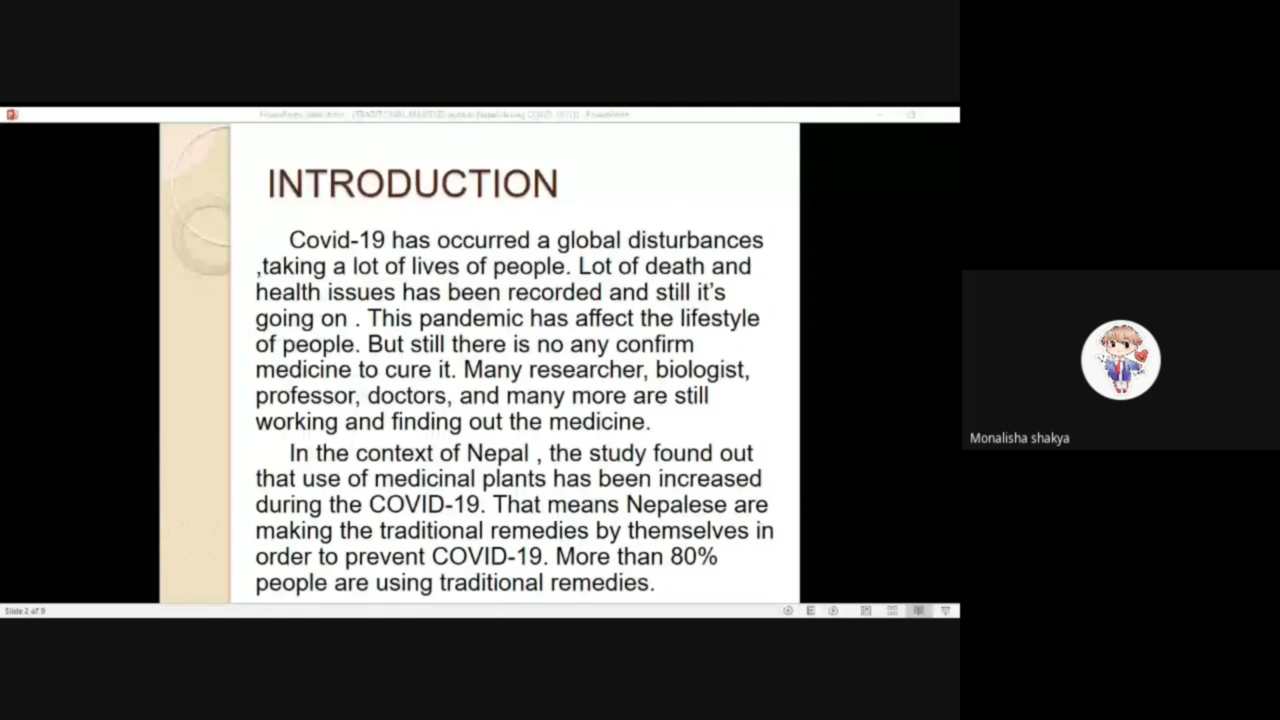 INTRODUCTION
Covid-19 has occurred a global disturbances
,taking a lot of lives of people. Lot of death and
health issues has been recorded and still it's
going on . This pandemic has affect the lifestyle
of people. But still there is no any confirm
medicine to cure it. Many researcher, biologist,
professor, doctors, and many more are still
working and finding out the medicine.
In the context of Nepal , the study found out
that use of medicinal plants has been increased
during the COVID-19. That means Nepalese are
making the traditional remedies by themselves in
order to prevent COVID-19. More than 80%
people are using traditional remedies.
Slide 2 of 9
Monalisha shakya